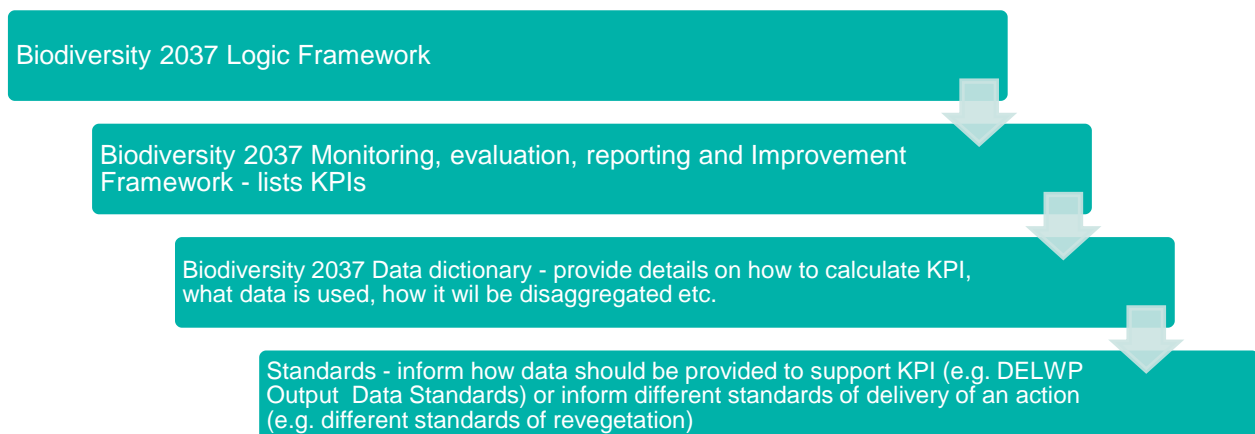 Biodiversity 2037 Logic Framework
Biodiversity 2037 Monitoring, evaluation, reporting and Improvement
Framework - lists KPIs
Biodiversity 2037 Data dictionary - provide details on how to calculate KPI,
what data is used, how it wil be disaggregated etc.
Standards - inform how data should be provided to support KPI (e.g. DELWP
Output Data Standards) or inform different standards of delivery of an action
(e.g. different standards of revegetation)